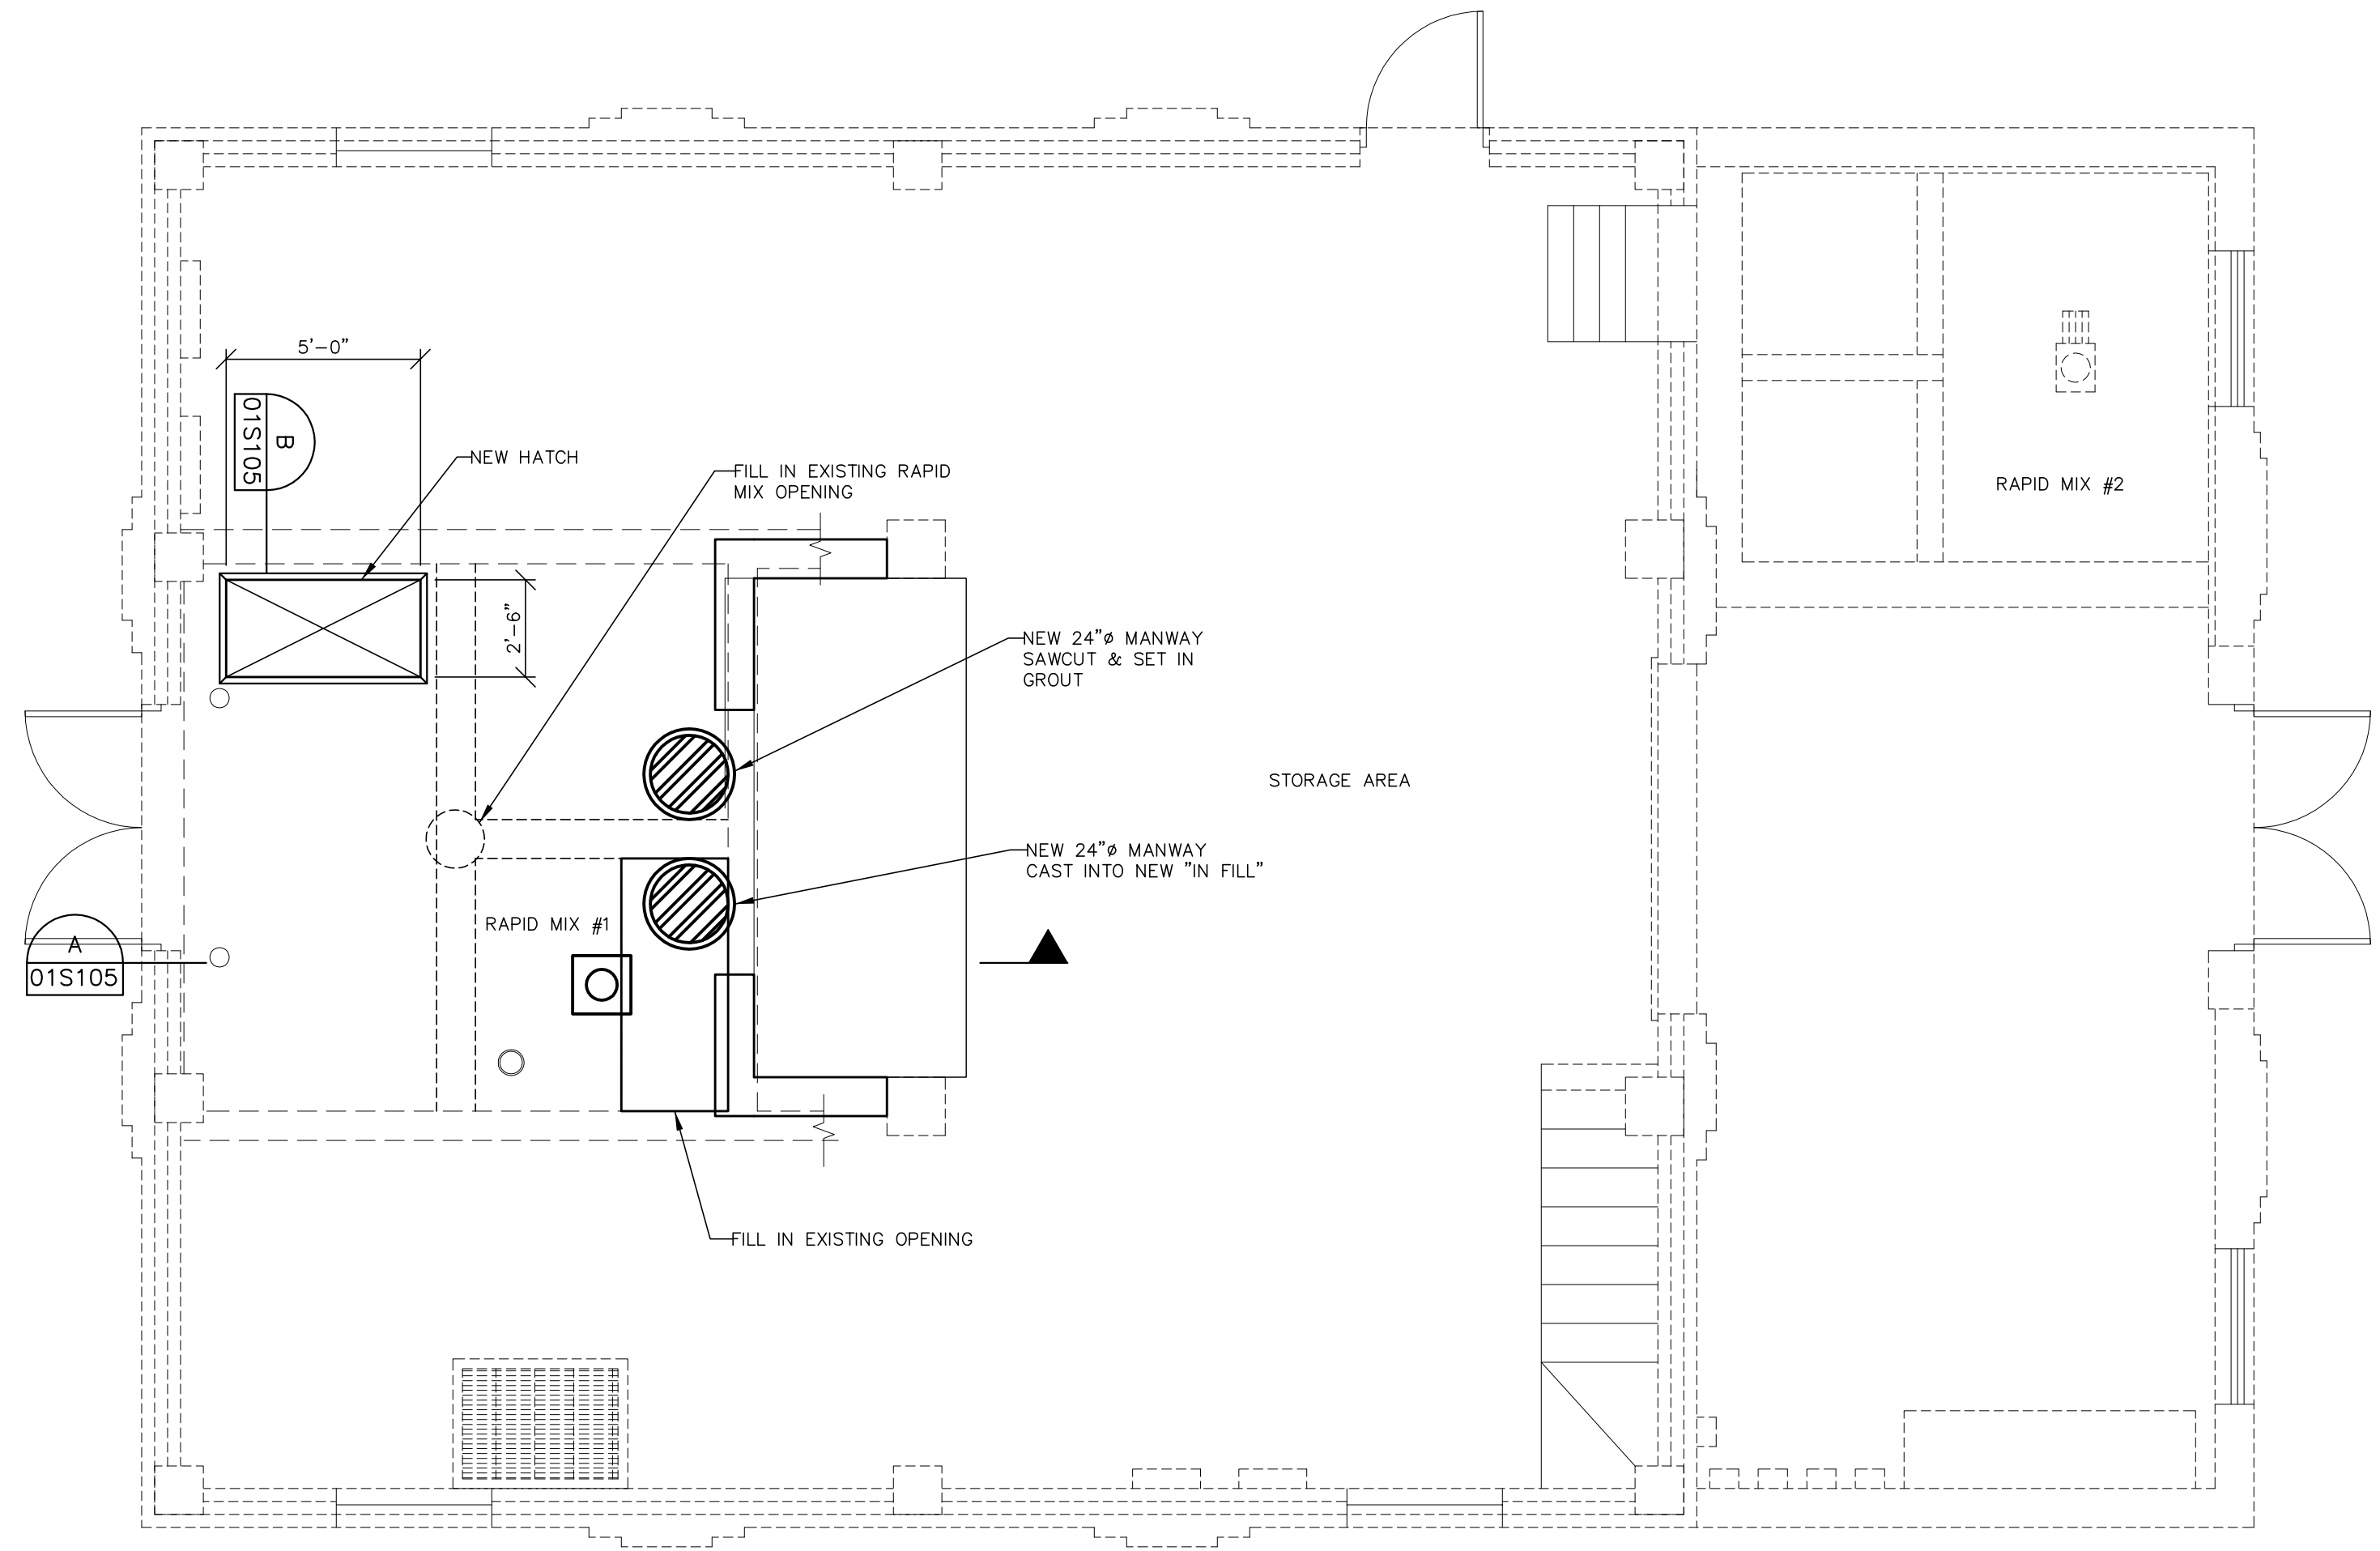 5'-0"
B
01S105
NEW HATCH
FILL IN EXISTING RAPID
MIX OPENING
RAPID MIX #2
2'-6"
NEW 24"ø MANWAY
SAWCUT & SET IN
GROUT
STORAGE AREA
NEW 24"ø MANWAY
CAST INTO NEW "IN FILL"
RAPID MIX #1
A
01S105
FILL IN EXISTING OPENING